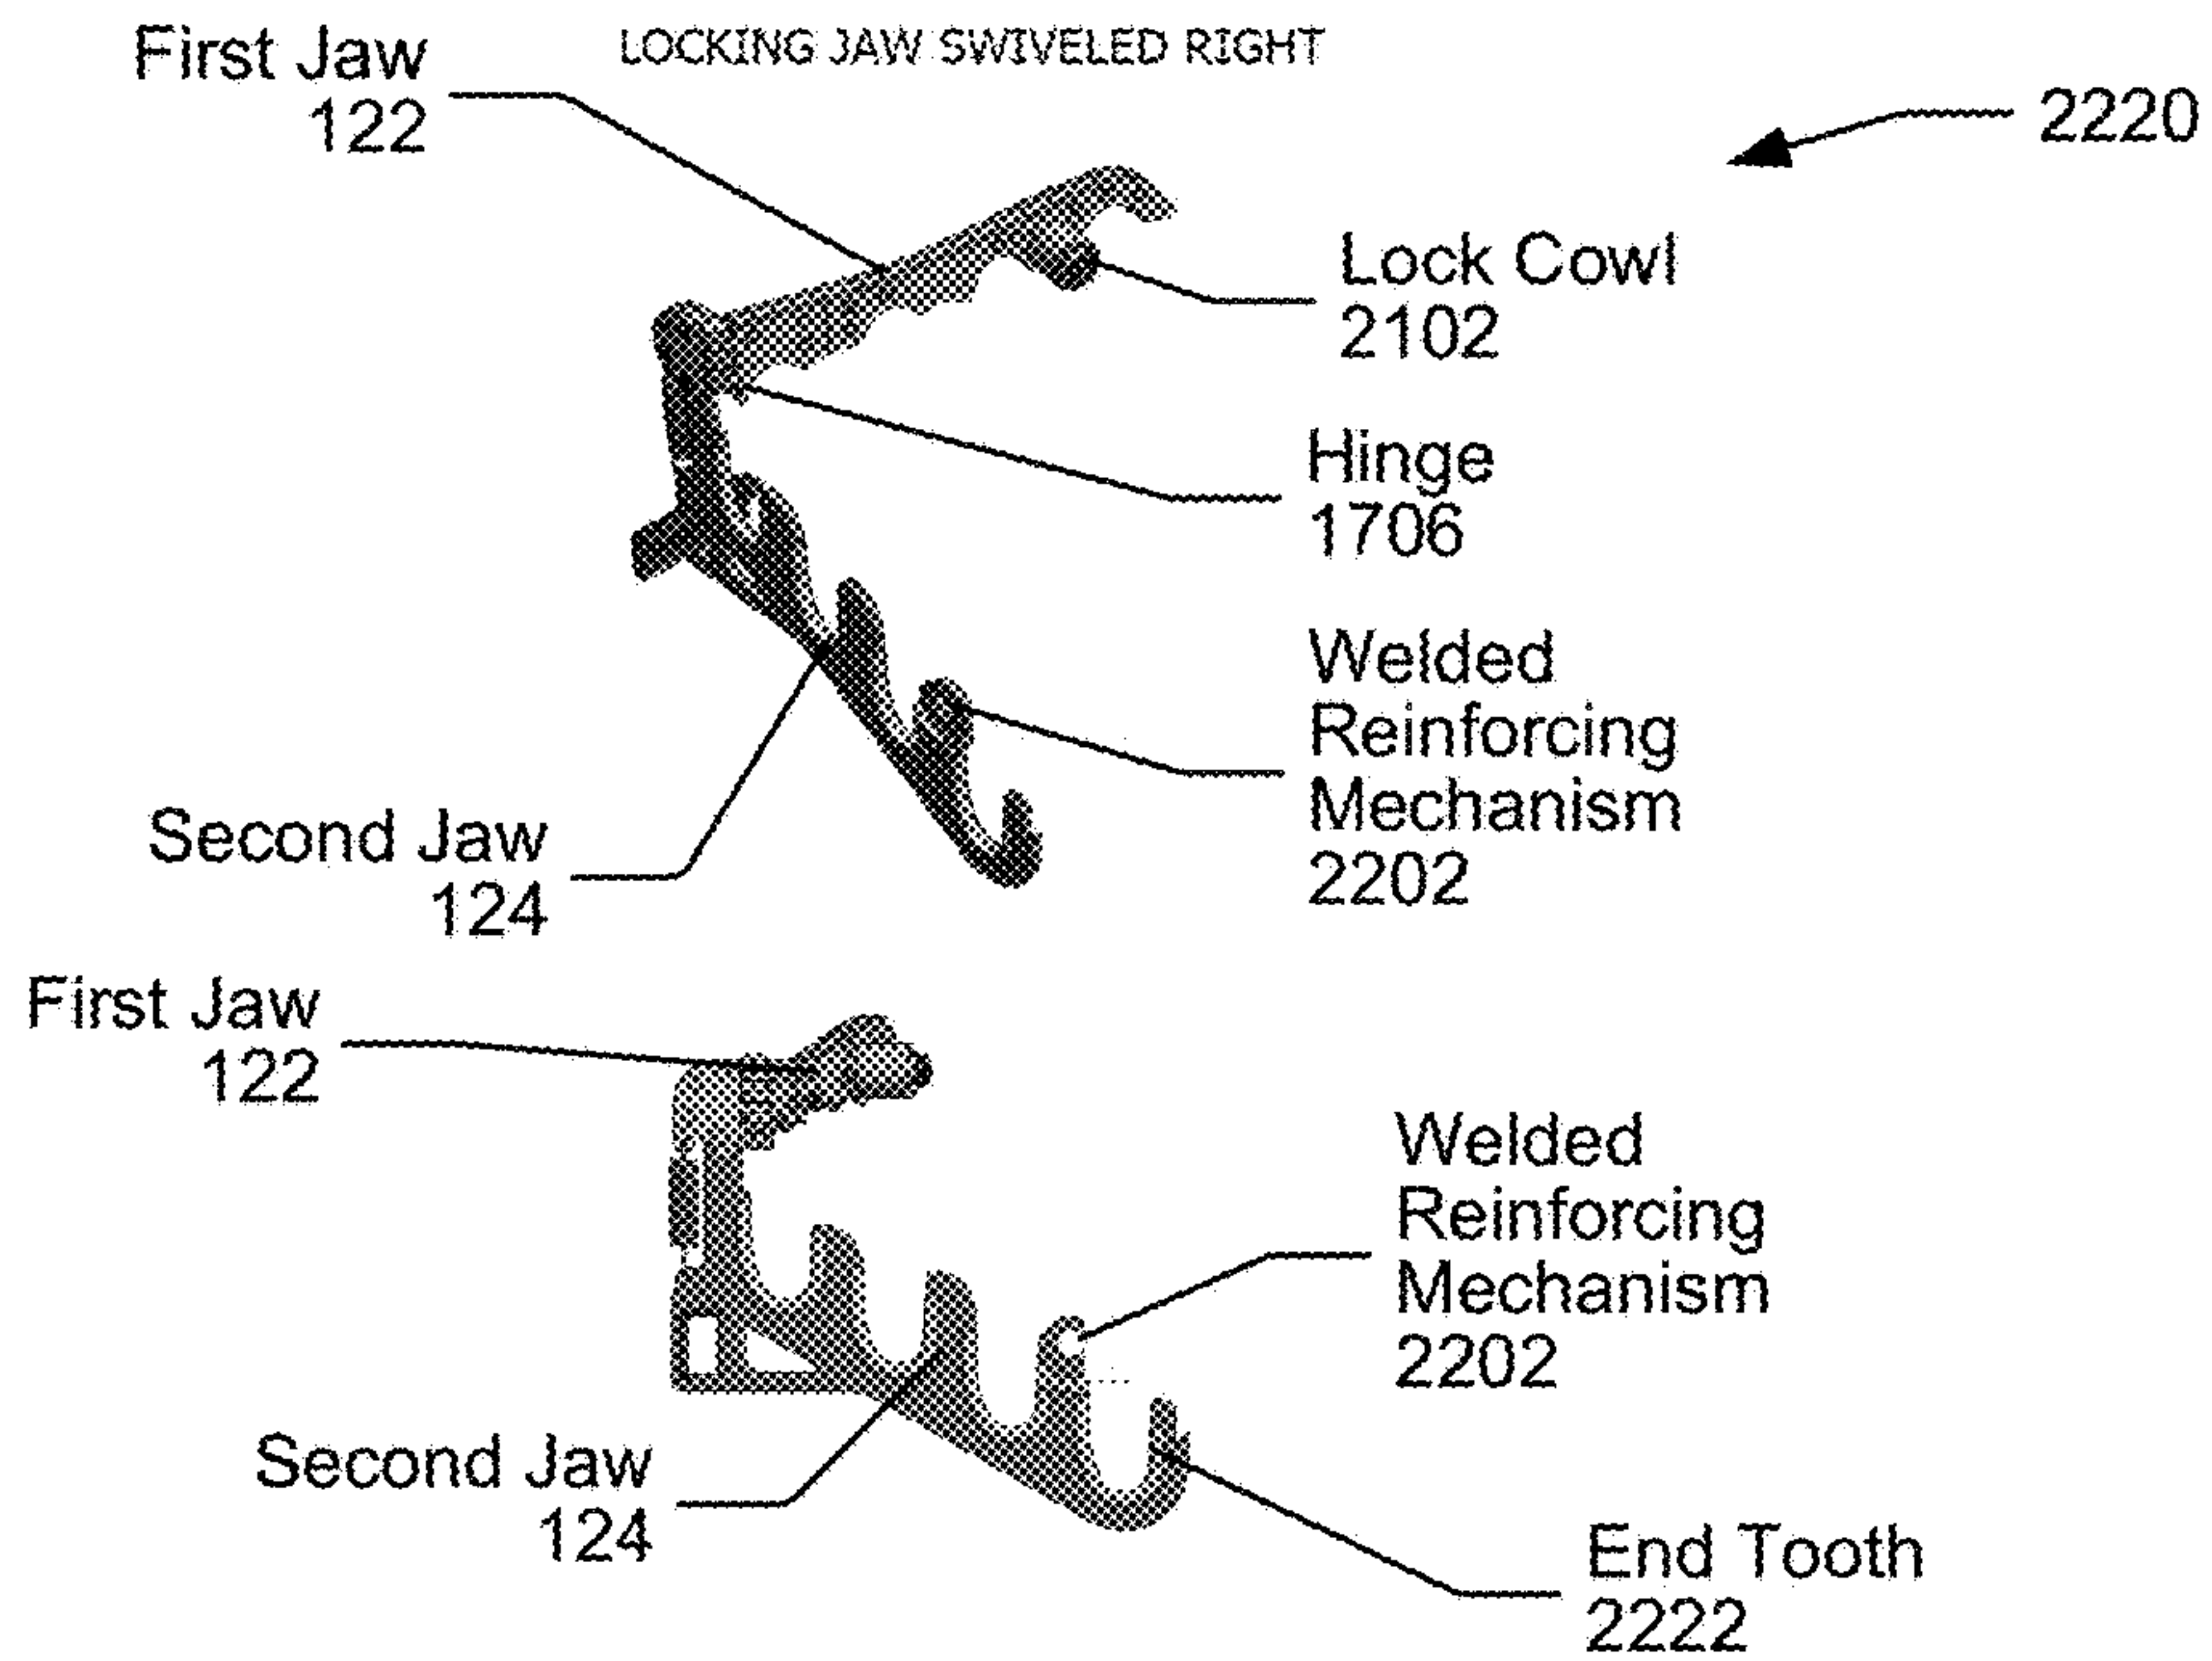 LOCKING JAW SWIVELED RIGHT
First Jaw
122
2220
Lock Cowl
2102
Hinge
1706
Welded
Reinforcing
Mechanism
2202
Second Jaw
124
First Jaw
122
Welded
Reinforcing
Mechanism
2202
Second Jaw
124
End Tooth
2222